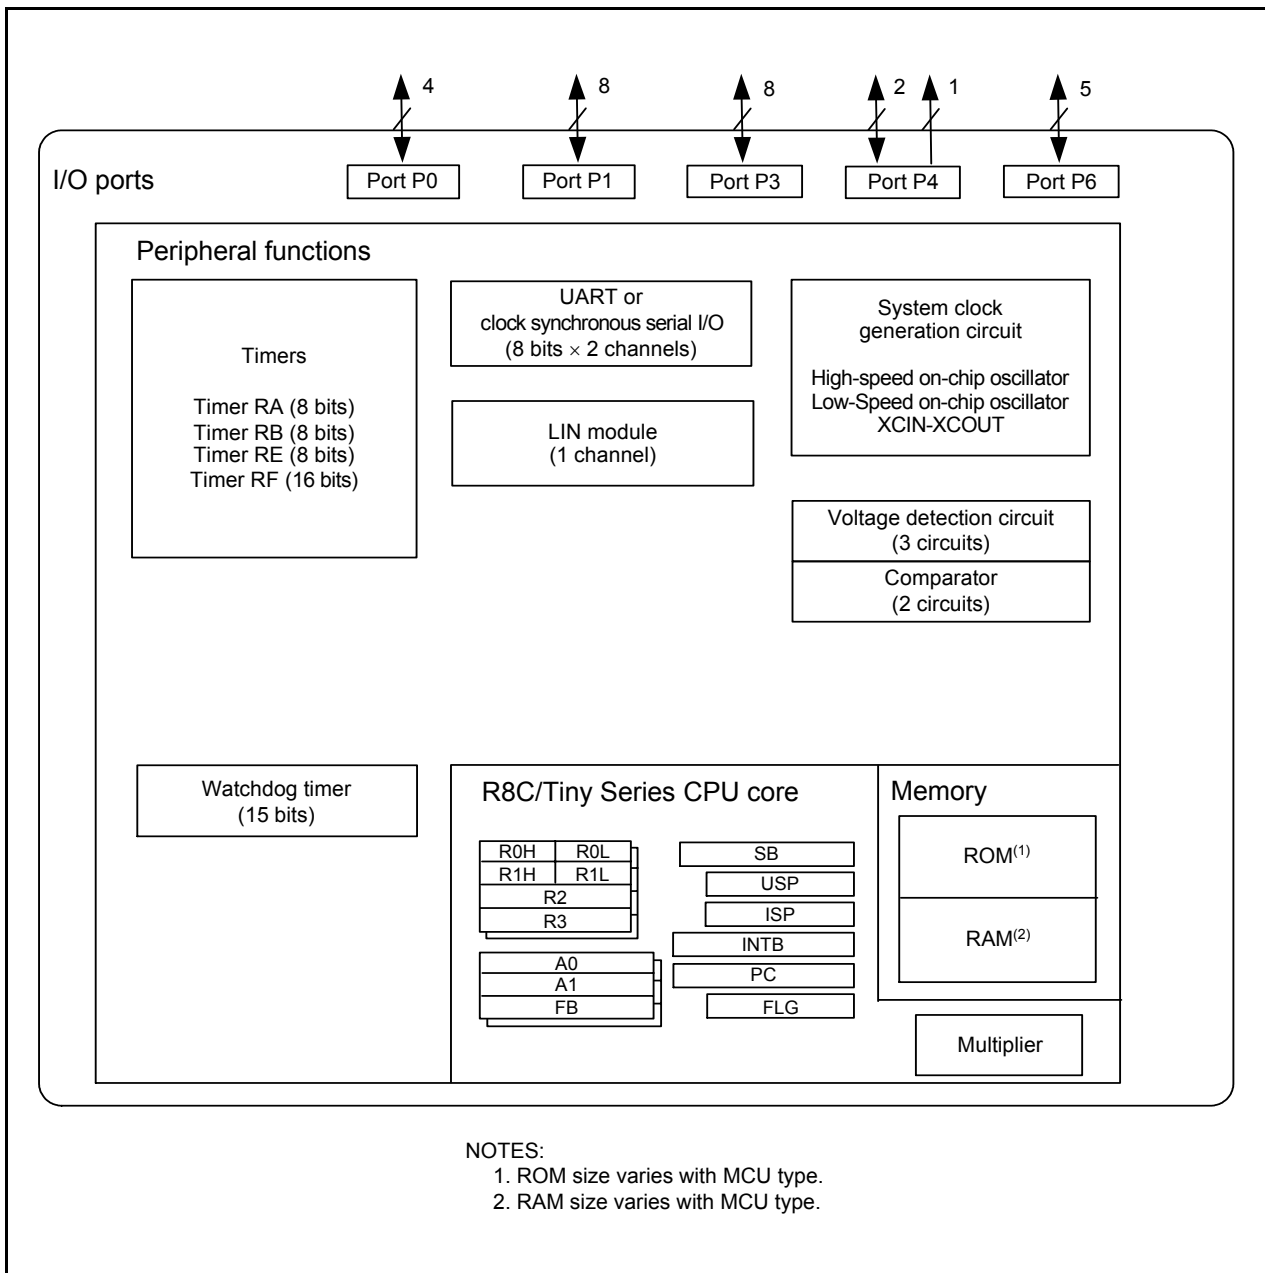 4
8
8
2
1
5
I/O ports
Port P0
Port P1
Port P3
Port P4
Port P6
Peripheral functions
Timers
Timer RA (8 bits)
Timer RB (8 bits)
Timer RE (8 bits)
Timer RF (16 bits)
UART or
clock synchronous serial I/O
(8 bits × 2 channels)
LIN module
(1 channel)
System clock
generation circuit
High-speed on-chip oscillator
Low-Speed on-chip oscillator
XCIN-XCOUT
Voltage detection circuit
(3 circuits)
Comparator
(2 circuits)
Watchdog timer
(15 bits)
R8C/Tiny Series CPU core
R0H
R0L
R1H
R1L
R2
R3
A0
A1
FB
SB
USP
ISP
INTB
PC
FLG
Memory
ROM(1)
RAM(2)
Multiplier
NOTES:
1. ROM size varies with MCU type.
2. RAM size varies with MCU type.